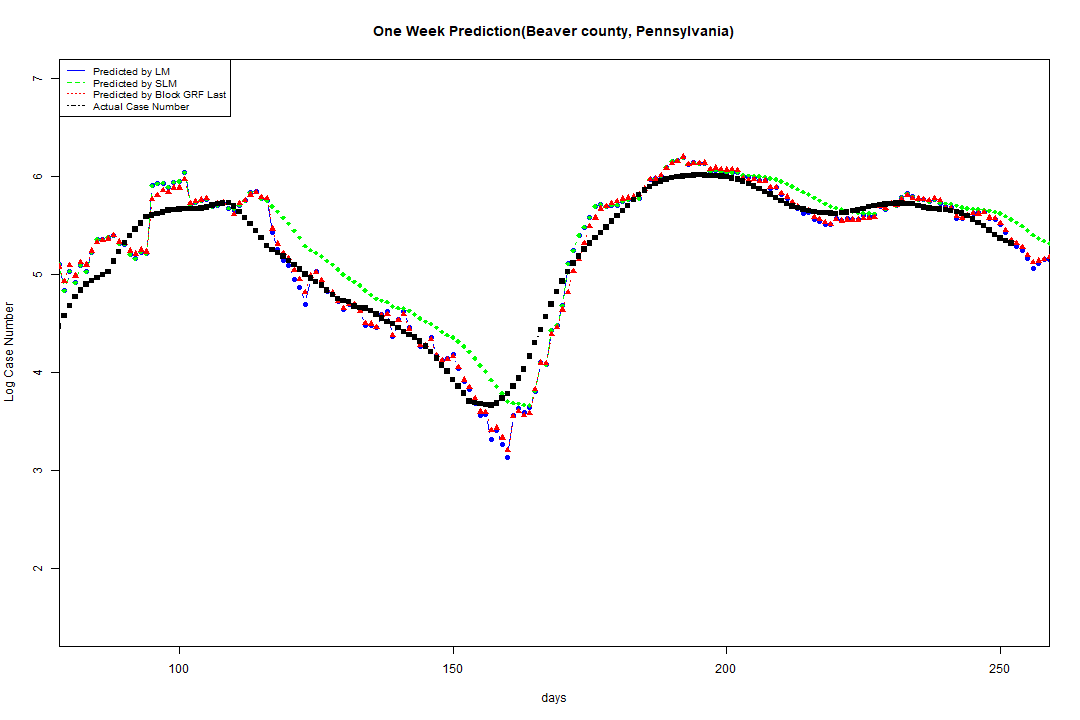 One Week Prediction(Beaver county, Pennsylvania)
Predicted by LM
Predicted by SLM
Predicted by Block GRF Last
Actual Case Number
7
6
5
4
3
2
Log Case Number
100 150 200 250
days